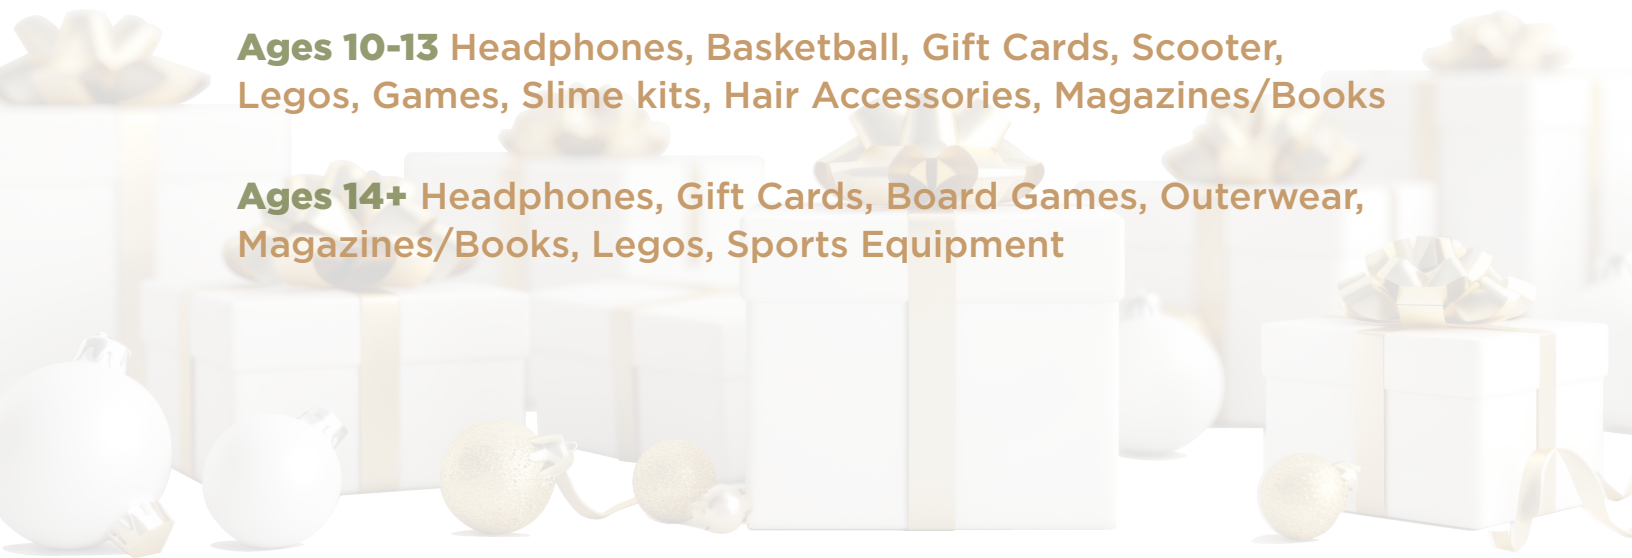 Ages 10-13 Headphones, Basketball, Gift Cards, Scooter,
Legos, Games, Slime kits, Hair Accessories, Magazines/Books
Ages 14+ Headphones, Gift Cards, Board Games, Outerwear,
Magazines/Books, Legos, Sports Equipment